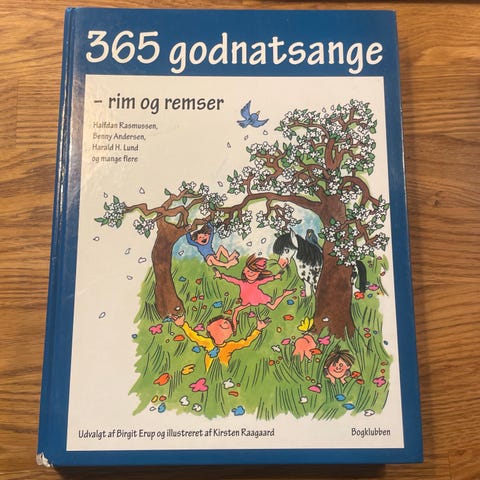 365 godnatsange
– rim og remser
Halfdan Rasmussen,
Benny Andersen,
Harald H. Lund
og mange flere
Udvalgt af Birgit Erup og illustreret af Kirsten Raagaard
Bogklubben